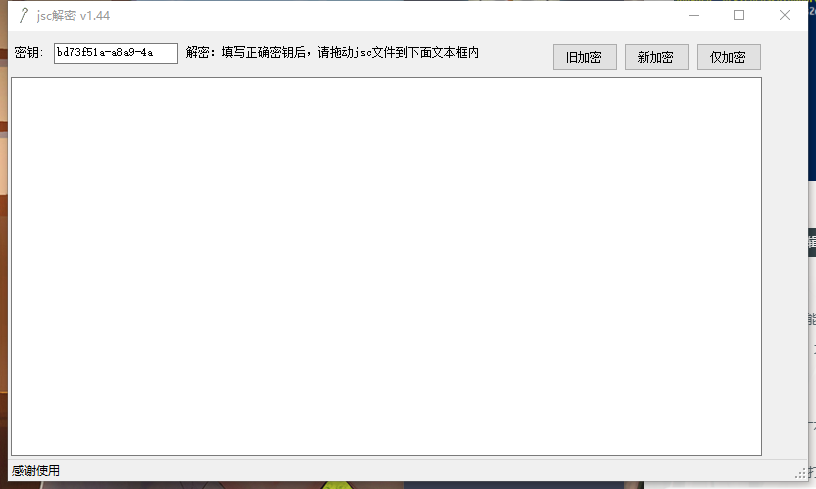 jsc解密 v1.44
密钥: bd73f51a-a8a9-4a 解密：填写正确密钥后，请拖动jsc文件到下面文本框内 旧加密 新加密 仅加密
能
打
感谢使用